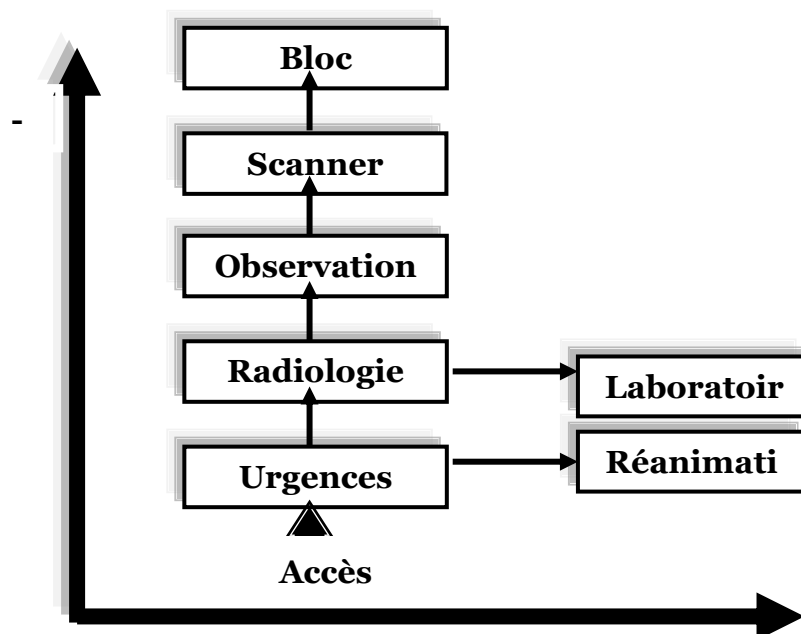 Bloc
-
Scanner
Observation
Radiologie
Laboratoir
Urgences
Réanimati
Accès